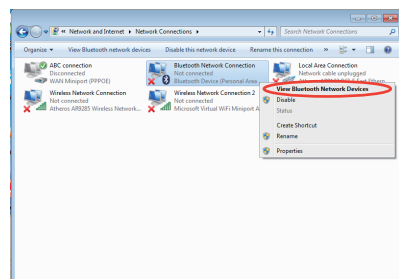 « Network and Internet ▸ Network Connections ▸
Search Network Connections
Organize ▾ View Bluetooth network devices Disable this network device Rename this connection »
ABC connection
Disconnected
WAN Miniport (PPPOE)
Bluetooth Network Connection
Not connected
Bluetooth Device (Personal Area ...
Local Area Connection
Network cable unplugged
Wireless Network Connection
Not connected
Atheros AR9285 Wireless Network...
Wireless Network Connection 2
Not connected
Microsoft Virtual WiFi Miniport A
View Bluetooth Network Devices
Disable
Status
Create Shortcut
Rename
Properties